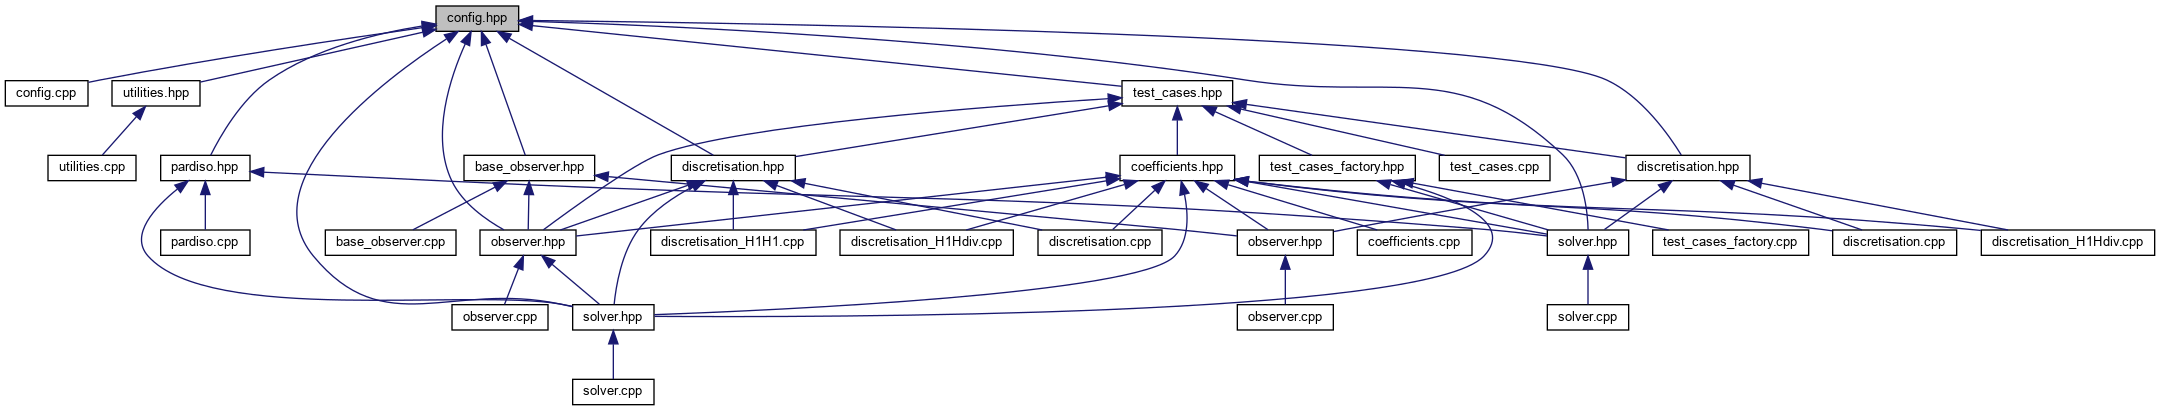 config.hpp
config.cpp
utilities.hpp
test_cases.hpp
utilities.cpp
pardiso.hpp
base_observer.hpp
discretisation.hpp
coefficients.hpp
test_cases_factory.hpp
test_cases.cpp
discretisation.hpp
pardiso.cpp
base_observer.cpp
observer.hpp
discretisation_H1H1.cpp
discretisation_H1Hdiv.cpp
discretisation.cpp
observer.hpp
coefficients.cpp
solver.hpp
test_cases_factory.cpp
discretisation.cpp
discretisation_H1Hdiv.cpp
observer.cpp
solver.hpp
observer.cpp
solver.cpp
solver.cpp